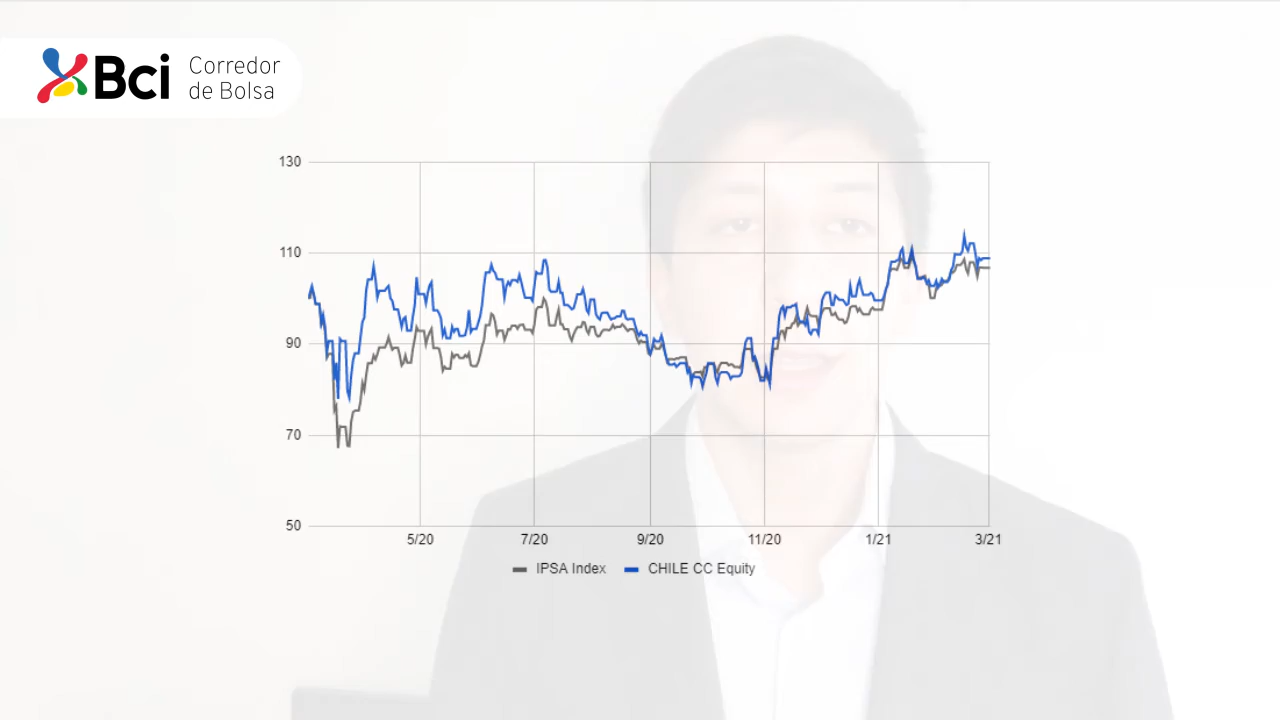 Bci Corredor
de Bolsa
130
110
90
70
50
5/20 7/20 9/20 11/20 1/21 3/21
IPSA Index CHILE CC Equity